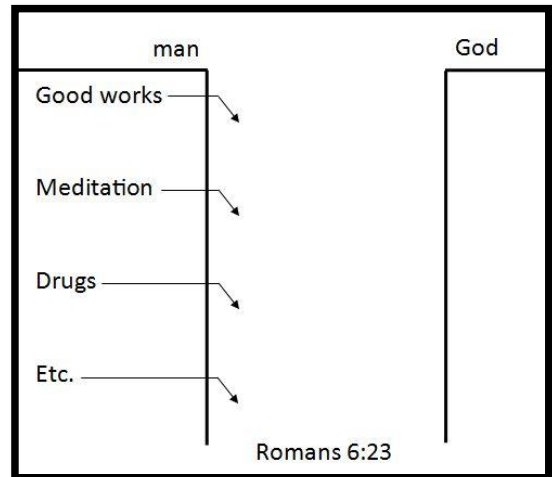 man God
Good works
Meditation
Drugs
Etc.
Romans 6:23